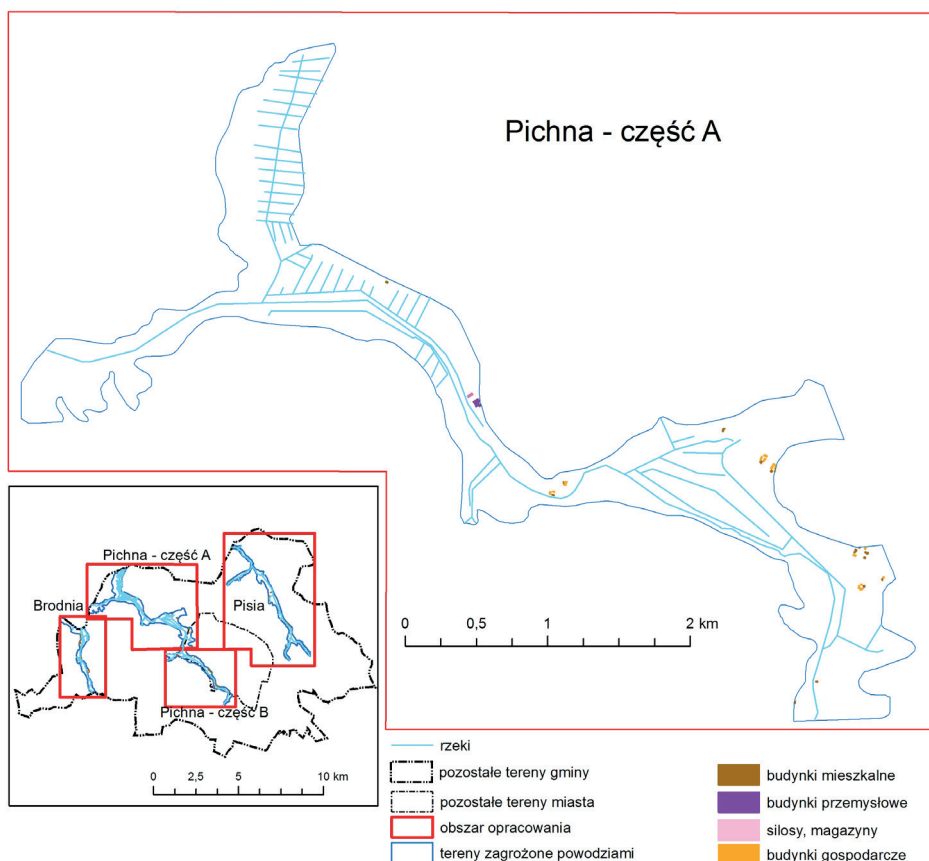 Pichna - część A
Pichna - część A
Brodnia
Pisia
Pichna - część B
0 2,5 5 10 km
0 0,5 1 2 km
rzeki
pozostałe tereny gminy
pozostałe tereny miasta
obszar opracowania
tereny zagrożone powodziami
budynki mieszkalne
budynki przemysłowe
silosy, magazyny
budynki gospodarcze